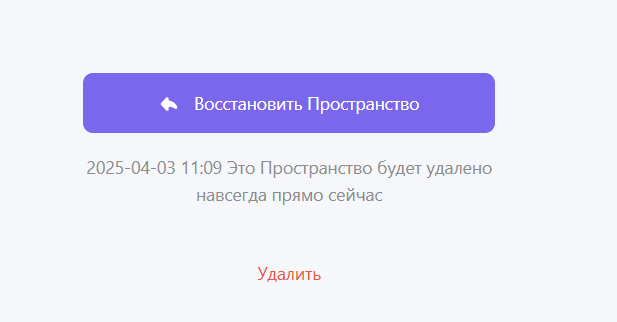 Восстановить Пространство
2025-04-03 11:09 Это Пространство будет удалено
навсегда прямо сейчас
Удалить